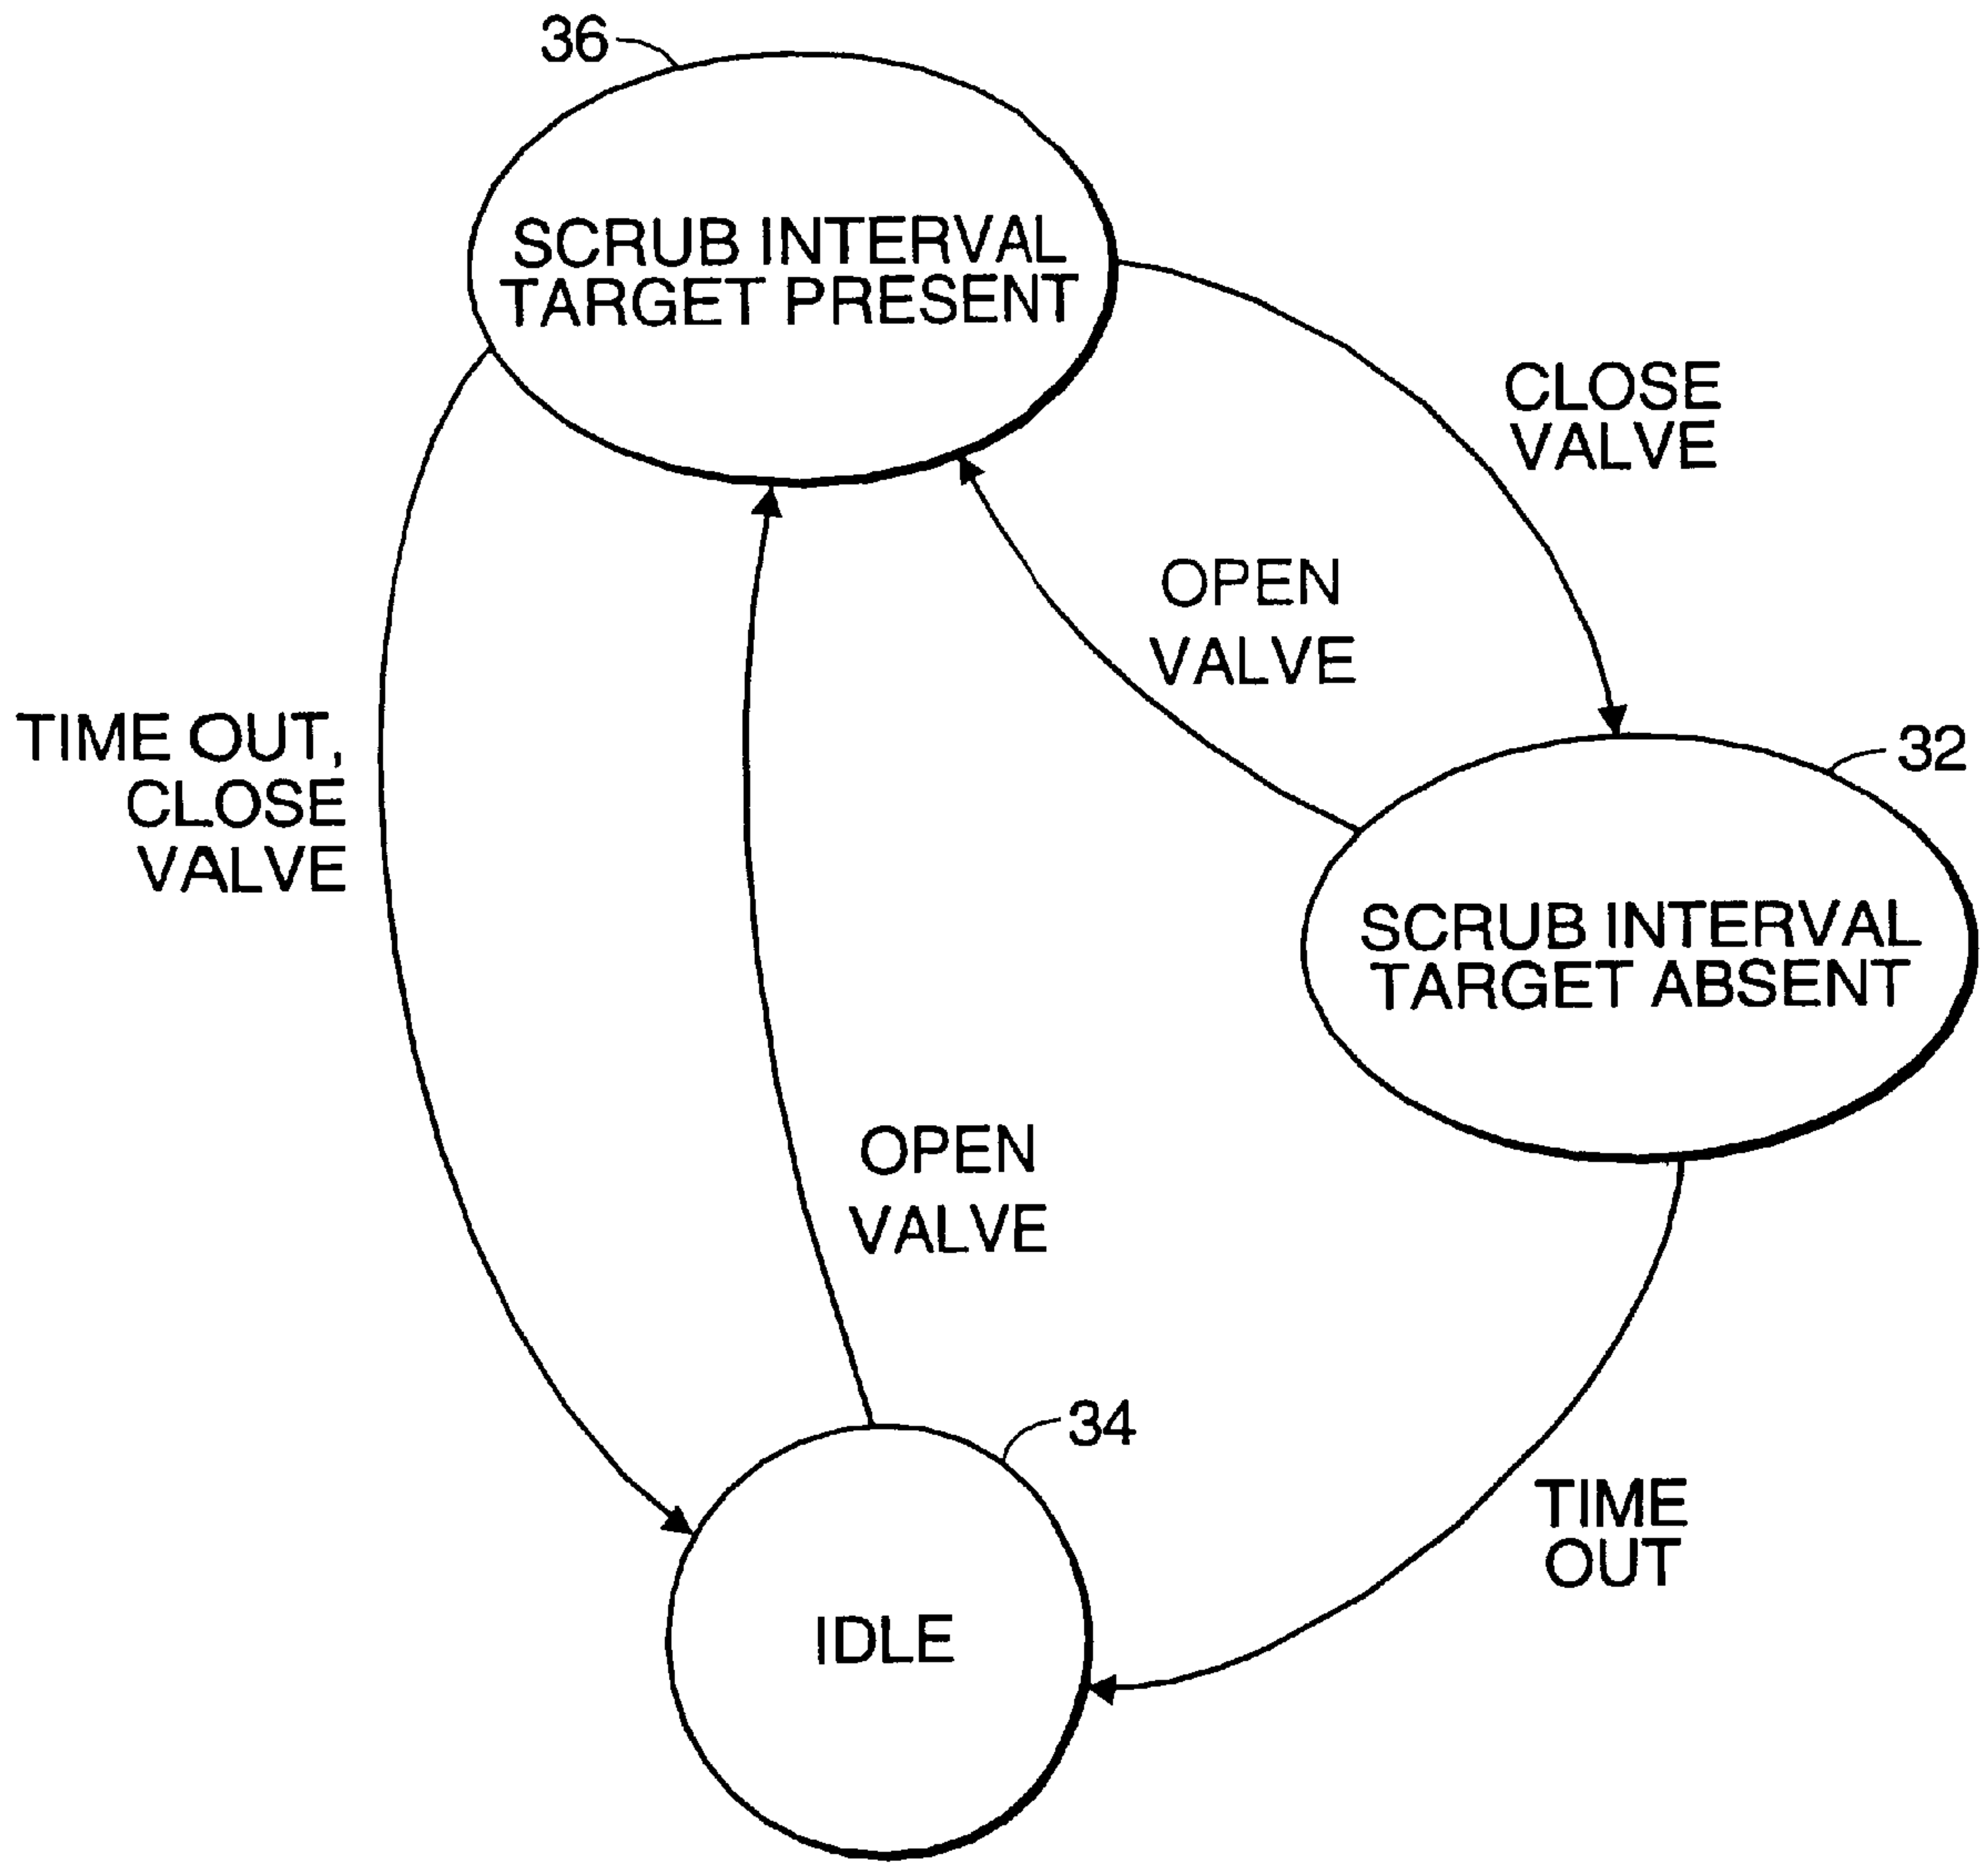 36
SCRUB INTERVAL
TARGET PRESENT
CLOSE
VALVE
OPEN
VALVE
TIME OUT,
CLOSE
VALVE
32
SCRUB INTERVAL
TARGET ABSENT
OPEN
VALVE
34
TIME
OUT
IDLE